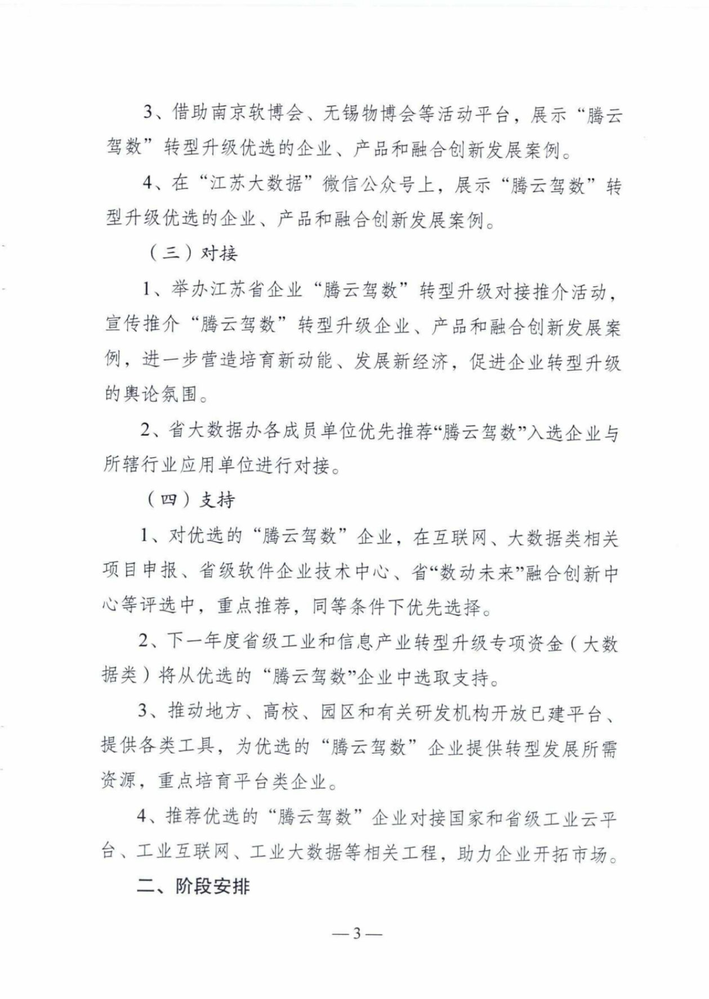 3、借助南京软博会、无锡物博会等活动平台，展示“腾云
驾数”转型升级优选的企业、产品和融合创新发展案例。
4、在“江苏大数据”微信公众号上，展示“腾云驾数”转
型升级优选的企业、产品和融合创新发展案例。
（三）对接
1、举办江苏省企业“腾云驾数”转型升级对接推介活动，
宣传推介“腾云驾数”转型升级企业、产品和融合创新发展案
例，进一步营造培育新动能、发展新经济，促进企业转型升级
的舆论氛围。
2、省大数据办各成员单位优先推荐“腾云驾数”入选企业与
所辖行业应用单位进行对接。
（四）支持
1、对优选的“腾云驾数”企业，在互联网、大数据类相关
项目申报、省级软件企业技术中心、省“数动未来”融合创新中
心等评选中，重点推荐，同等条件下优先选择。
2、下一年度省级工业和信息产业转型升级专项资金（大数
据类）将从优选的“腾云驾数”企业中选取支持。
3、推动地方、高校、园区和有关研发机构开放已建平台、
提供各类工具，为优选的“腾云驾数”企业提供转型发展所需
资源，重点培育平台类企业。
4、推荐优选的“腾云驾数”企业对接国家和省级工业云平
台、工业互联网、工业大数据等相关工程，助力企业开拓市场。
二、阶段安排
— 3 —